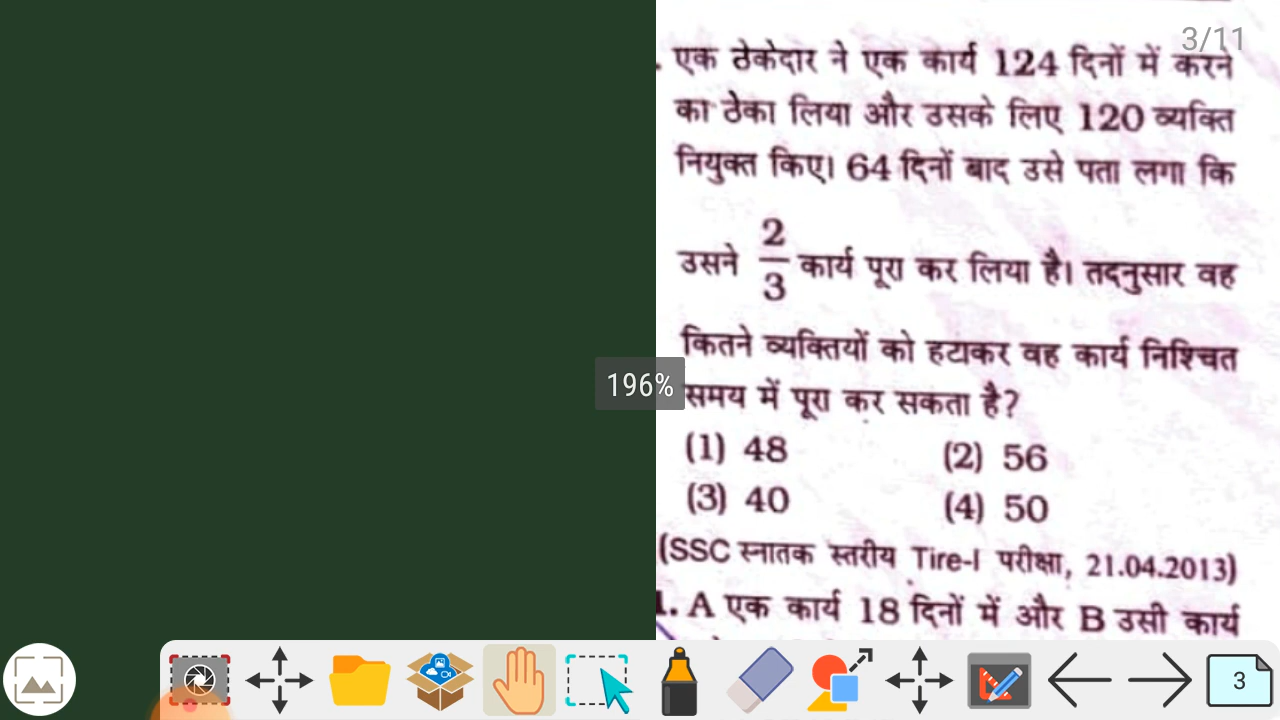 3/11
. एक ठेकेदार ने एक कार्य 124 दिनों में करने
का ठेका लिया और उसके लिए 120 व्यक्ति
नियुक्त किए। 64 दिनों बाद उसे पता लगा कि
उसने 2/3 कार्य पूरा कर लिया है। तदनुसार वह
कितने व्यक्तियों को हटाकर वह कार्य निश्चित
समय में पूरा कर सकता है?
196%
(1) 48 (2) 56
(3) 40 (4) 50
(SSC स्नातक स्तरीय Tire-I परीक्षा, 21.04.2013)
1. A एक कार्य 18 दिनों में और B उसी कार्य
3